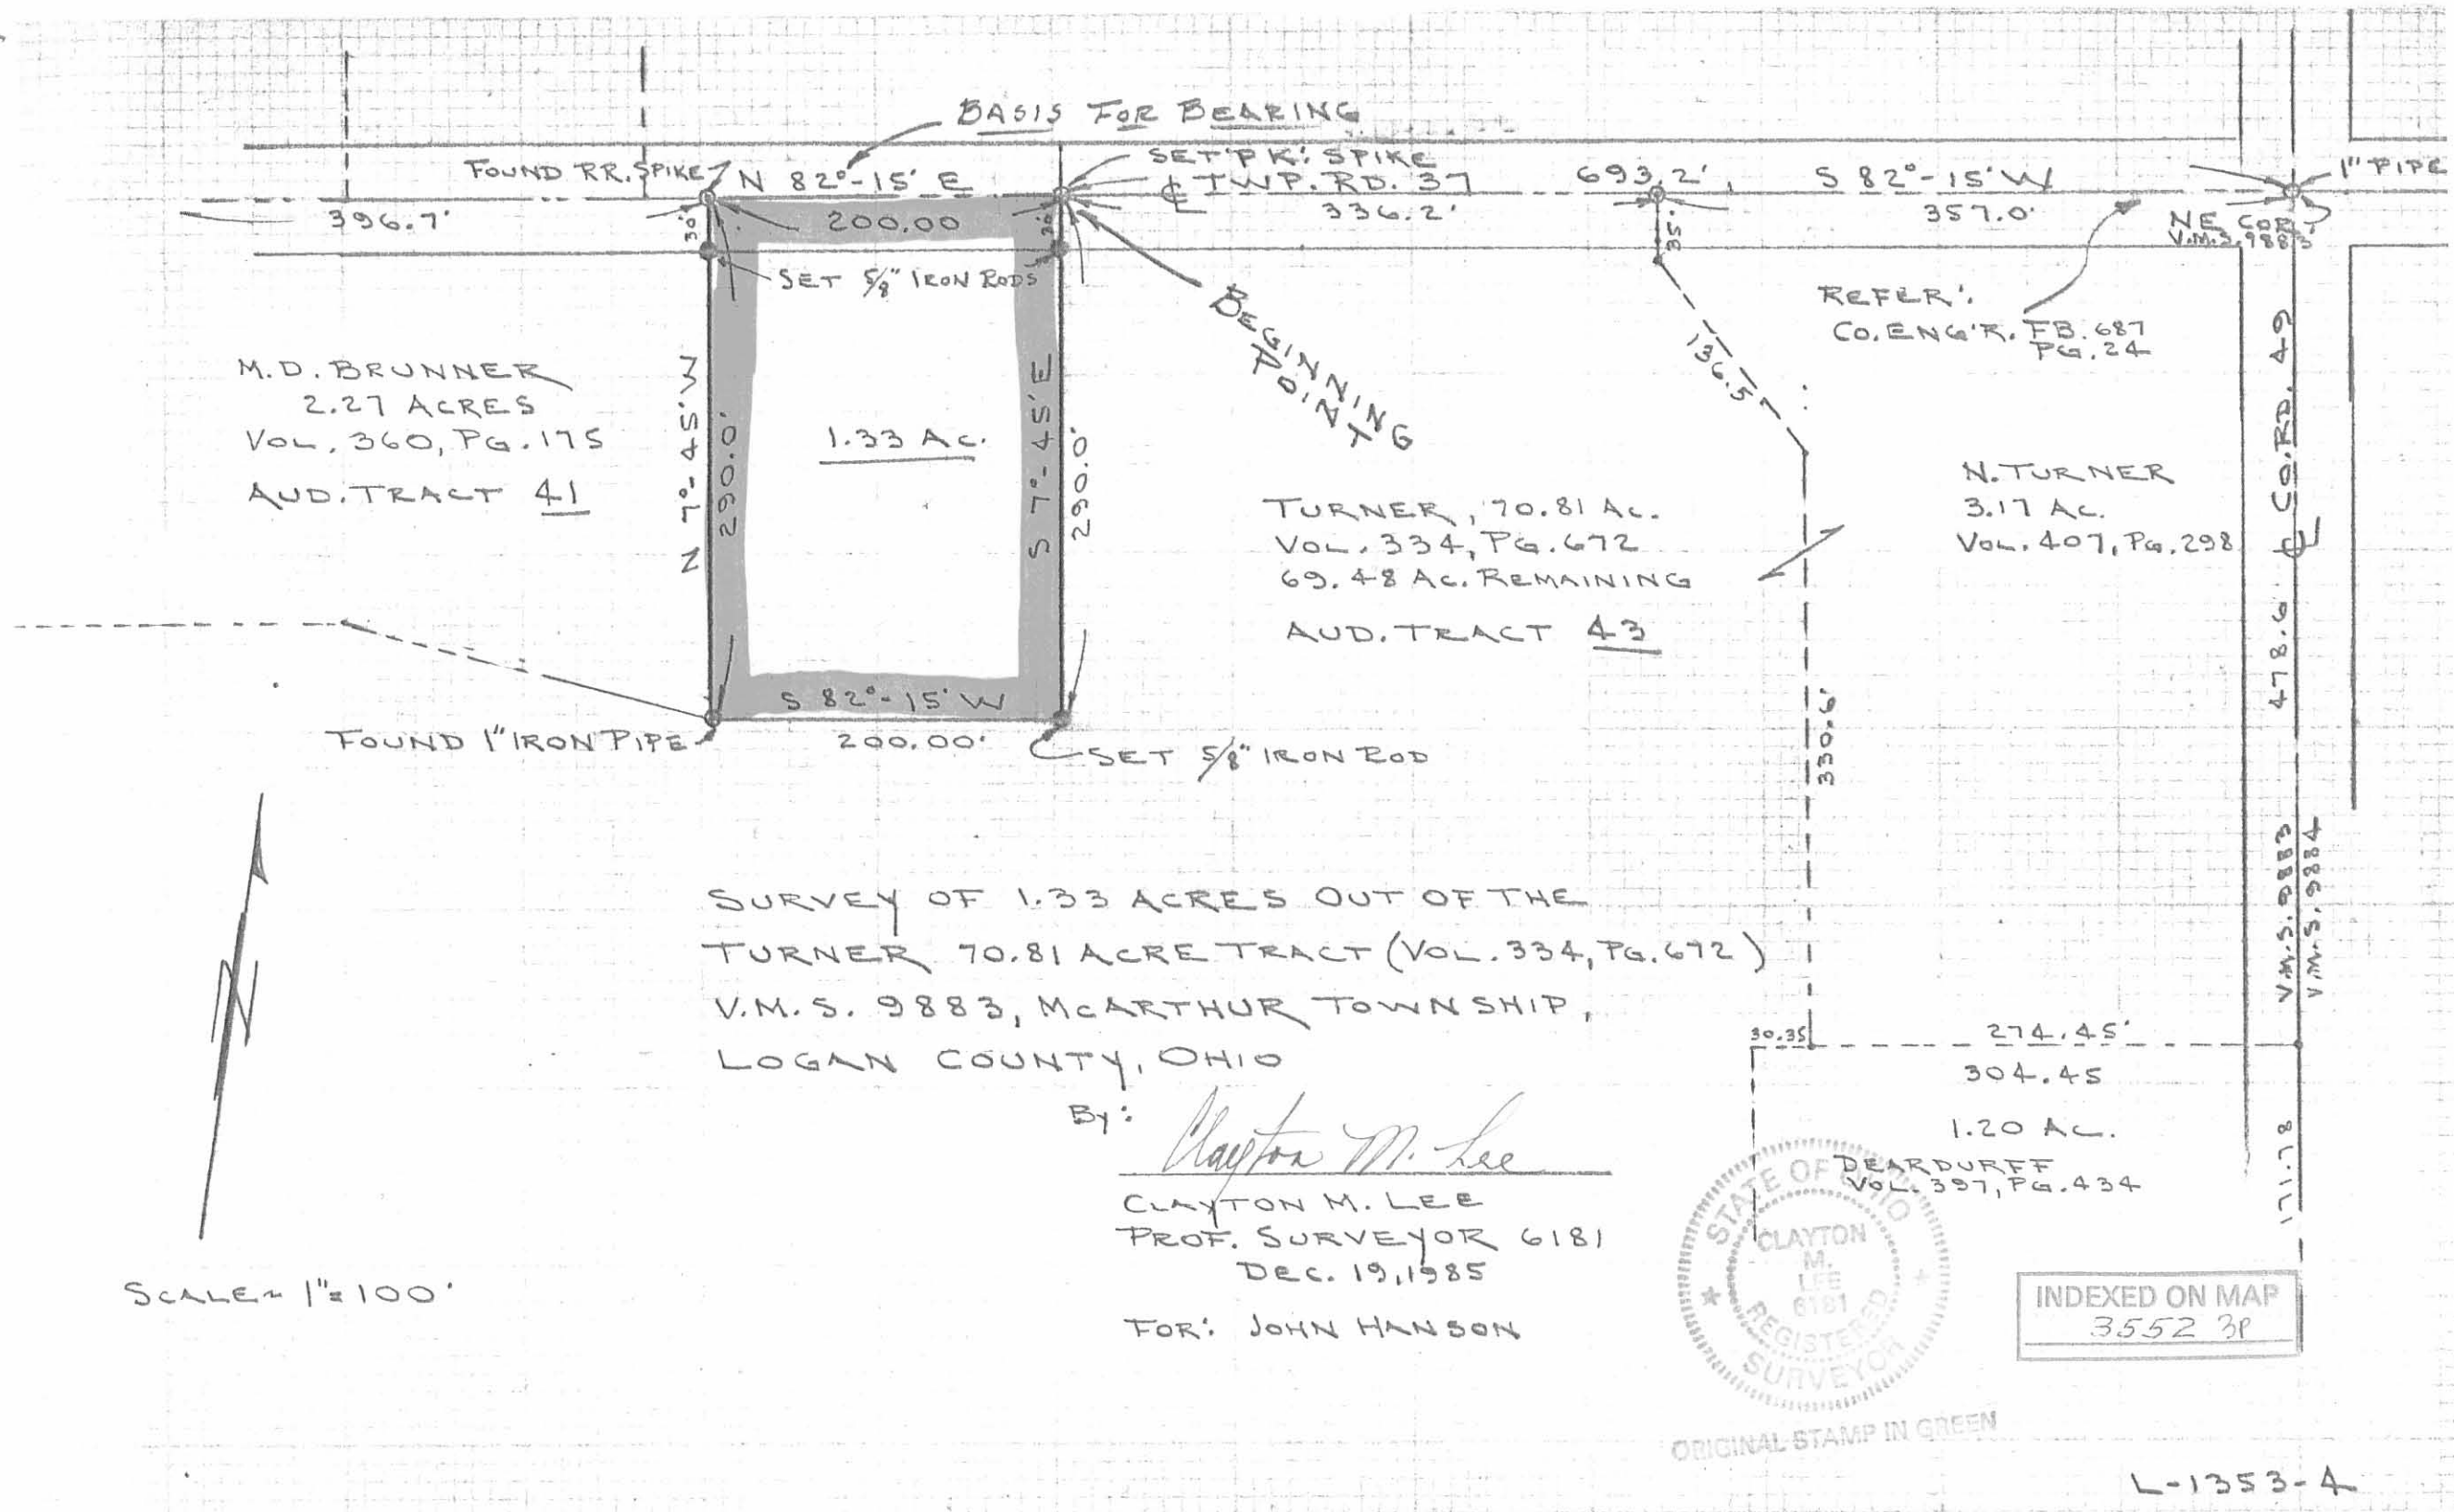 BASIS FOR BEARING
FOUND RR. SPIKE
N 82°-15' E
SET "P.K." SPIKE
℄ TWP. RD. 37
693.2'
S 82°-15' W
1" PIPE
396.7'
30'
200.00
30'
336.2'
35'
357.0'
NE. COR.
V.M.S. 9883
SET 5/8" IRON RODS
BEGINNING
POINT
REFER:
CO. ENG'R. FB. 687
PG. 24
136.5'
M.D. BRUNNER
2.27 ACRES
VOL. 360, PG. 175
AUD. TRACT 41
N 7°-45' W
290.0'
1.33 AC.
S 7°-45' E
290.0'
TURNER, 70.81 AC.
VOL. 334, PG. 672
69.48 AC. REMAINING
AUD. TRACT 43
N. TURNER
3.17 AC.
VOL. 407, PG. 298
478.6' ℄ CO. RD. 49
S 82°-15' W
FOUND 1" IRON PIPE
200.00'
SET 5/8" IRON ROD
330.6'
N
V.M.S. 9883
V.M.S. 9884
SURVEY OF 1.33 ACRES OUT OF THE
TURNER 70.81 ACRE TRACT (VOL. 334, PG. 672)
V.M.S. 9883, McARTHUR TOWNSHIP,
LOGAN COUNTY, OHIO
30.35
274.45'
304.45
1.20 AC.
DEARDURFF
VOL. 397, PG. 434
171.78
By:
Clayton M. Lee
CLAYTON M. LEE
PROF. SURVEYOR 6181
DEC. 19, 1985
FOR: JOHN HANSON
SCALE~ 1"=100'
STATE OF OHIO
CLAYTON
M.
LEE
6181
REGISTERED
SURVEYOR
INDEXED ON MAP
3552 3P
ORIGINAL STAMP IN GREEN
L-1353-4